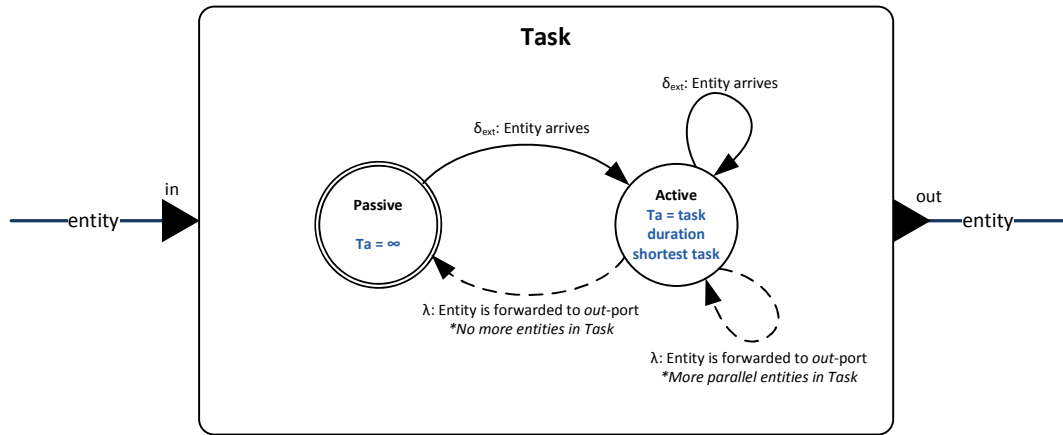 Task
δext: Entity arrives
δext: Entity arrives
in
entity
Passive
Ta = ∞
Active
Ta = task
duration
shortest task
out
entity
λ: Entity is forwarded to out-port
*No more entities in Task
λ: Entity is forwarded to out-port
*More parallel entities in Task